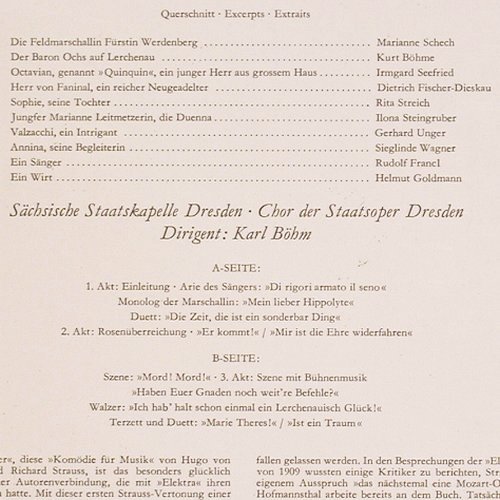 Querschnitt · Excerpts · Extraits
Die Feldmarschallin Fürstin Werdenberg ........ Marianne Schech
Der Baron Ochs auf Lerchenau ........ Kurt Böhme
Octavian, genannt »Quinquin«, ein junger Herr aus grossem Haus ........ Irmgard Seefried
Herr von Faninal, ein reicher Neugeadelter ........ Dietrich Fischer-Dieskau
Sophie, seine Tochter ........ Rita Streich
Jungfer Marianne Leitmetzerin, die Duenna ........ Ilona Steingruber
Valzacchi, ein Intrigant ........ Gerhard Unger
Annina, seine Begleiterin ........ Sieglinde Wagner
Ein Sänger ........ Rudolf Francl
Ein Wirt ........ Helmut Goldmann
Sächsische Staatskapelle Dresden · Chor der Staatsoper Dresden
Dirigent: Karl Böhm
A-SEITE:
1. Akt: Einleitung · Arie des Sängers: »Di rigori armato il seno«
Monolog der Marschallin: »Mein lieber Hippolyte«
Duett: »Die Zeit, die ist ein sonderbar Ding«
2. Akt: Rosenüberreichung · »Er kommt!« / »Mir ist die Ehre widerfahren«
B-SEITE:
Szene: »Mord! Mord!« · 3. Akt: Szene mit Bühnenmusik
»Haben Euer Gnaden noch weit're Befehle?«
Walzer: »Ich hab' halt schon einmal ein Lerchenauisch Glück!«
Terzett und Duett: »Marie Theres!« / »Ist ein Traum«
er«, diese »Komödie für Musik« von Hugo
d Richard Strauss, ist das besonders glücklich
er Autorenverbindung, die mit »Elektra« ihren
hatte. Mit dieser ersten Strauss-Vertonung einer
fallen gelassen werden. In den Besprechungen der »El
von 1909 wussten einige Kritiker zu berichten, Stra
eigenem Ausspruch »das nächstemal eine Mozart-O
Hofmannsthal arbeite bereits an dem Buch. Tatsäch